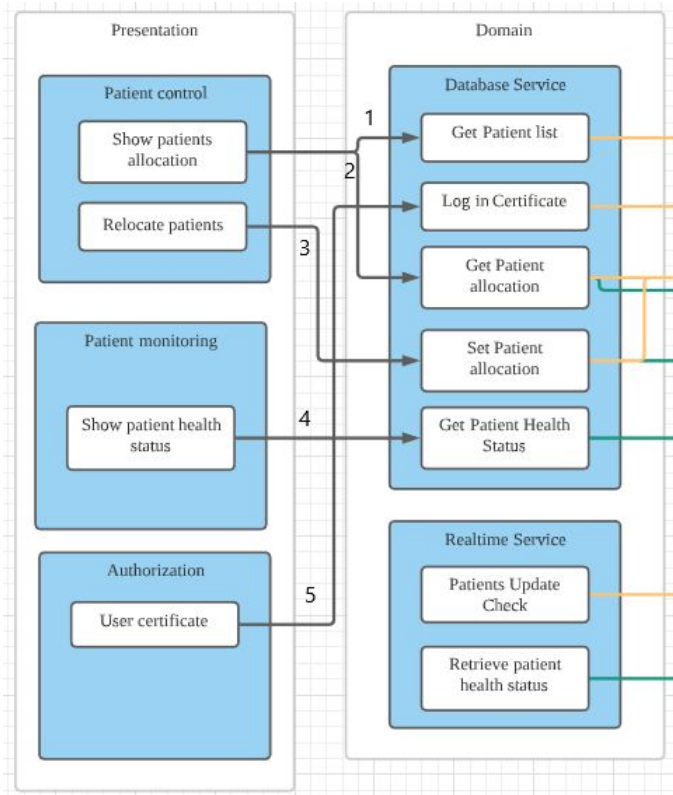 Presentation
Patient control
Show patients
allocation
Relocate patients
Patient monitoring
Show patient health
status
Authorization
User certificate
1
2
3
4
5
Domain
Database Service
Get Patient list
Log in Certificate
Get Patient
allocation
Set Patient
allocation
Get Patient Health
Status
Realtime Service
Patients Update
Check
Retrieve patient
health status